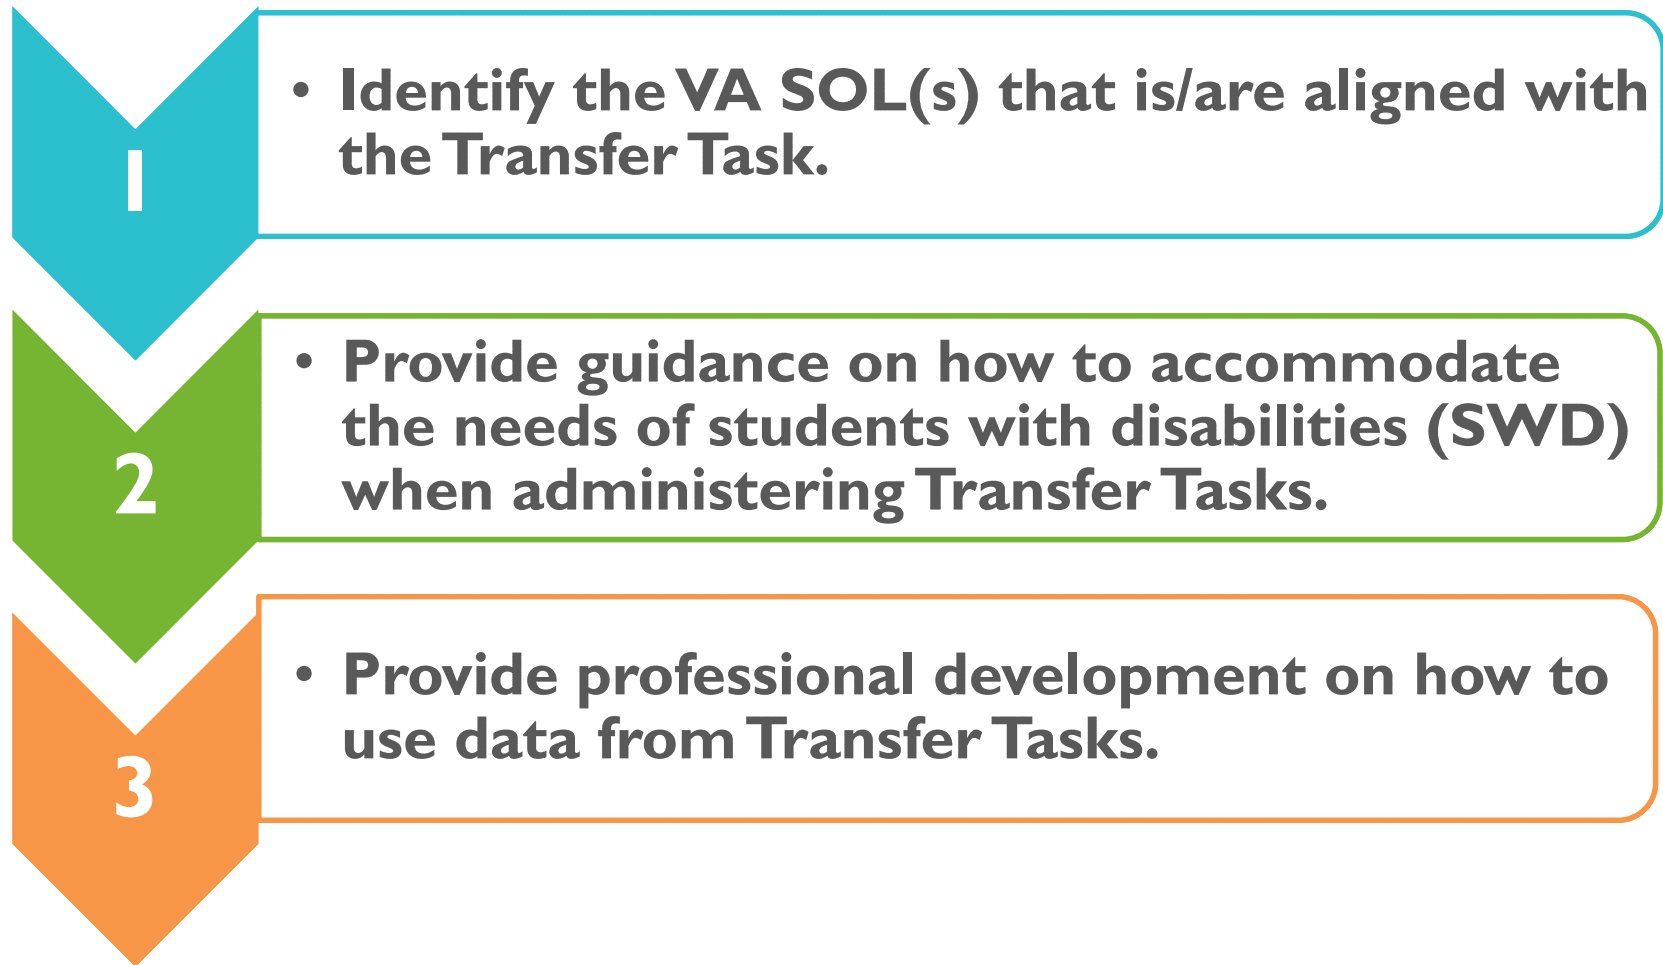 1
• Identify the VA SOL(s) that is/are aligned with
the Transfer Task.
2
• Provide guidance on how to accommodate
the needs of students with disabilities (SWD)
when administering Transfer Tasks.
3
• Provide professional development on how to
use data from Transfer Tasks.